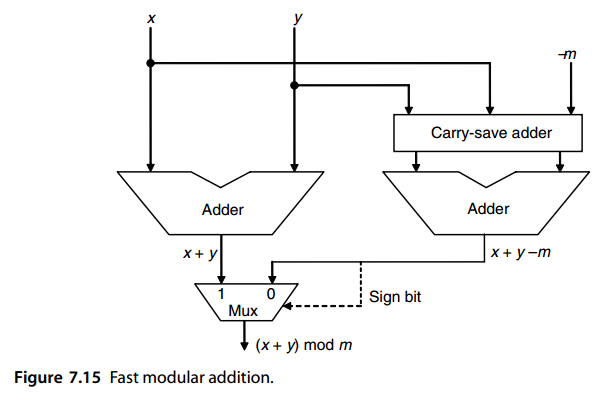 x
y
–m
Carry-save adder
Adder
Adder
x + y
x + y –m
1
0
Sign bit
Mux
(x + y) mod m
Figure 7.15 Fast modular addition.